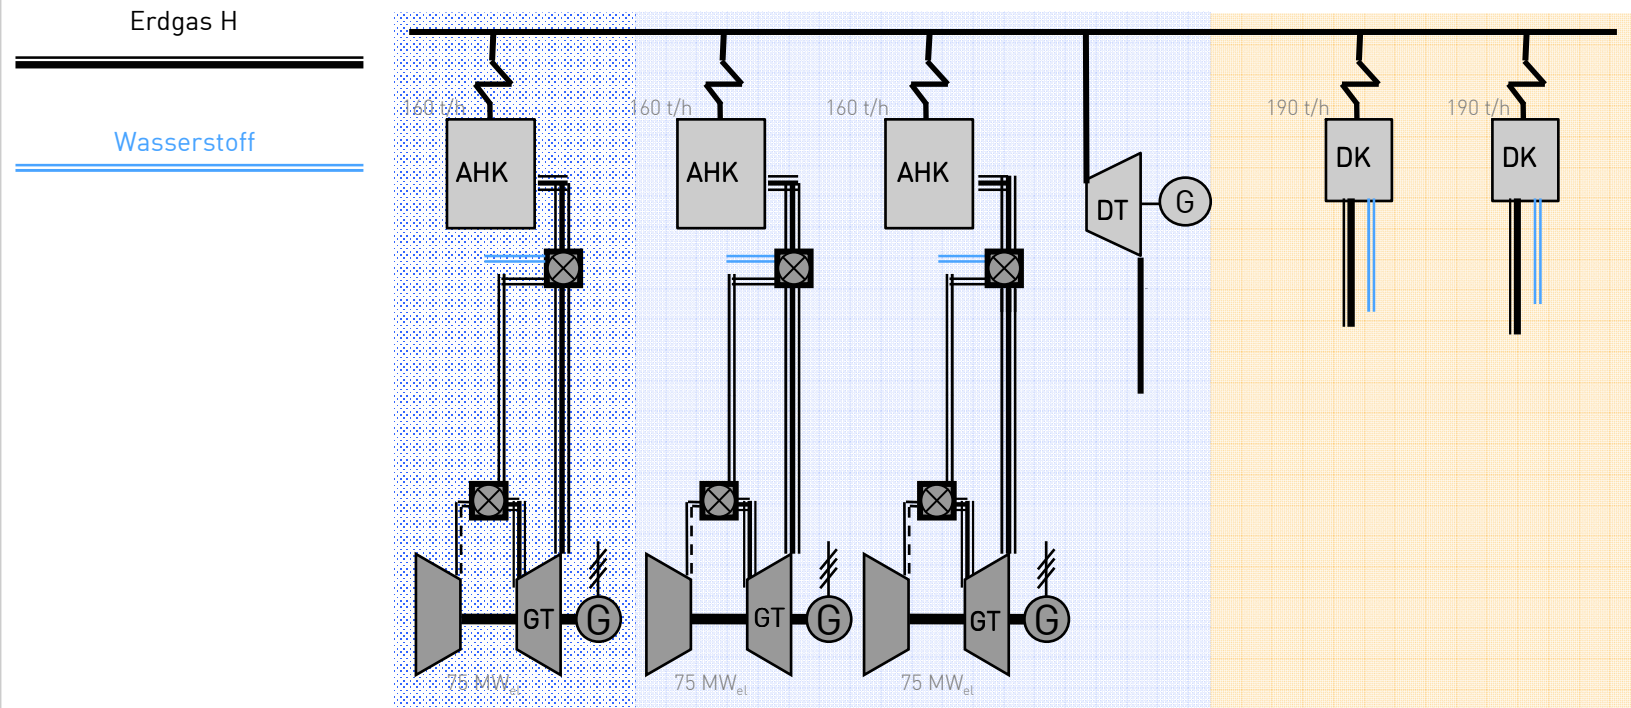 Erdgas H
Wasserstoff
160 t/h
160 t/h
160 t/h
190 t/h
190 t/h
AHK
AHK
AHK
DK
DK
DT
G
GT
G
GT
G
GT
G
75 MWel
75 MWel
75 MWel